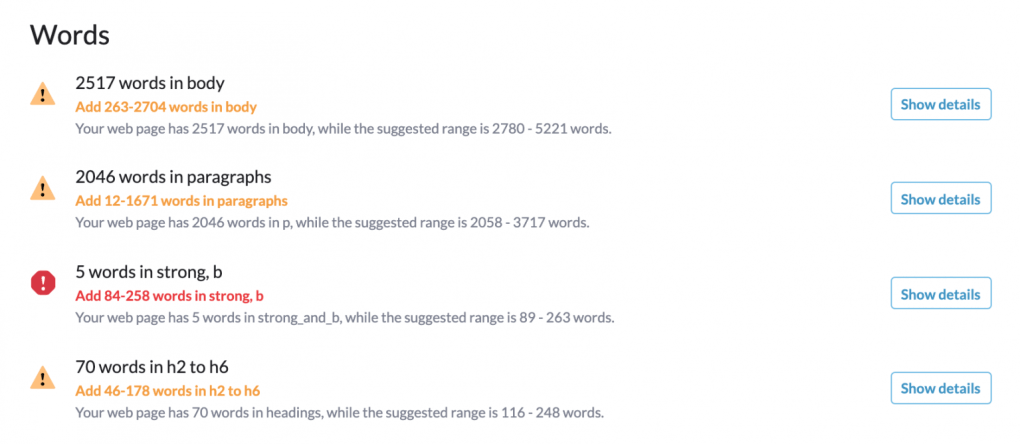 Words
2517 words in body
Add 263-2704 words in body
Your web page has 2517 words in body, while the suggested range is 2780 - 5221 words.
Show details
2046 words in paragraphs
Add 12-1671 words in paragraphs
Your web page has 2046 words in p, while the suggested range is 2058 - 3717 words.
Show details
5 words in strong, b
Add 84-258 words in strong, b
Your web page has 5 words in strong_and_b, while the suggested range is 89 - 263 words.
Show details
70 words in h2 to h6
Add 46-178 words in h2 to h6
Your web page has 70 words in headings, while the suggested range is 116 - 248 words.
Show details